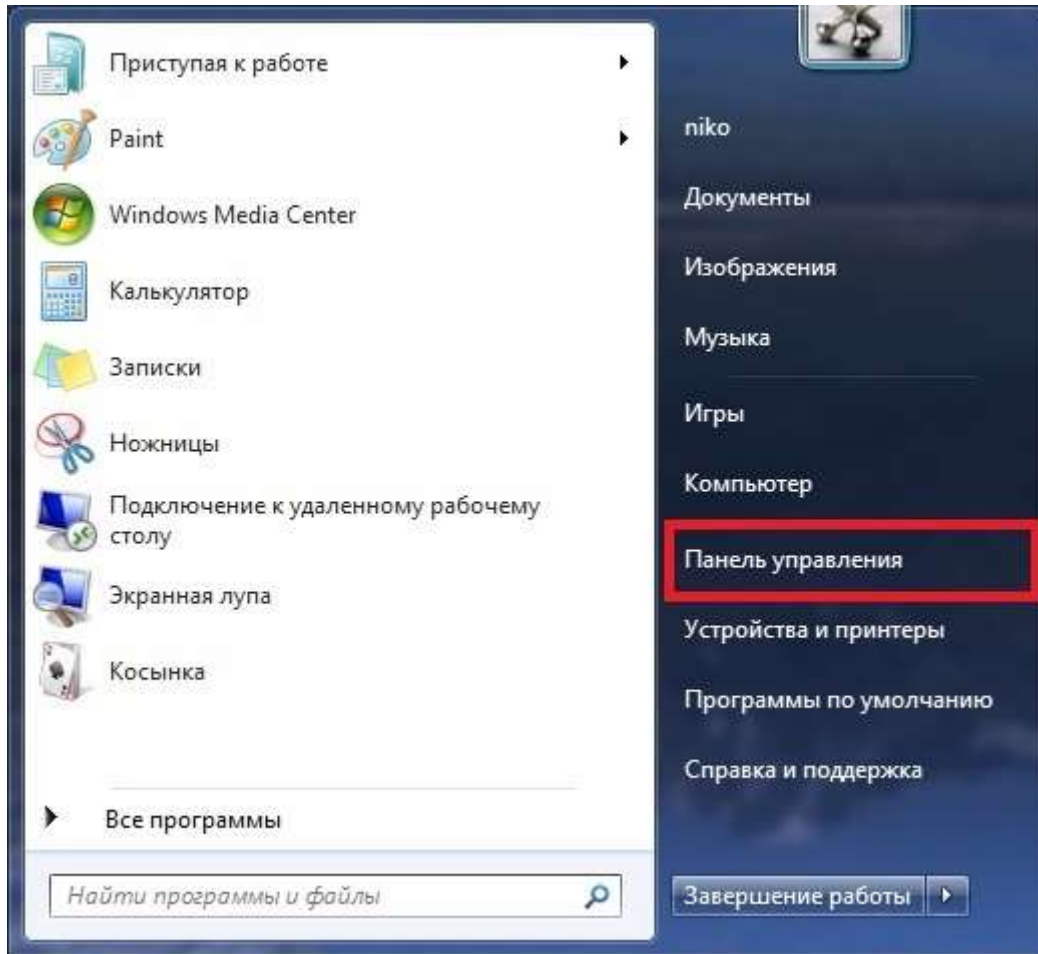 Приступая к работе
Paint
Windows Media Center
Калькулятор
Записки
Ножницы
Подключение к удаленному рабочему
столу
Экранная лупа
Косынка
Все программы
Найти программы и файлы
niko
Документы
Изображения
Музыка
Игры
Компьютер
Панель управления
Устройства и принтеры
Программы по умолчанию
Справка и поддержка
Завершение работы